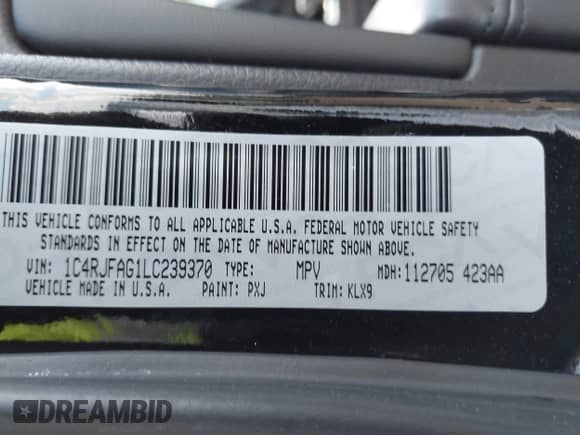 THIS VEHICLE CONFORMS TO ALL APPLICABLE U.S.A. FEDERAL MOTOR VEHICLE SAFETY
STANDARDS IN EFFECT ON THE DATE OF MANUFACTURE SHOWN ABOVE.
VIN: 1C4RJFAG1LC239370 TYPE: MPV MDH:112705 423AA
VEHICLE MADE IN U.S.A. PAINT: PXJ TRIM: KLX9
DREAMBID